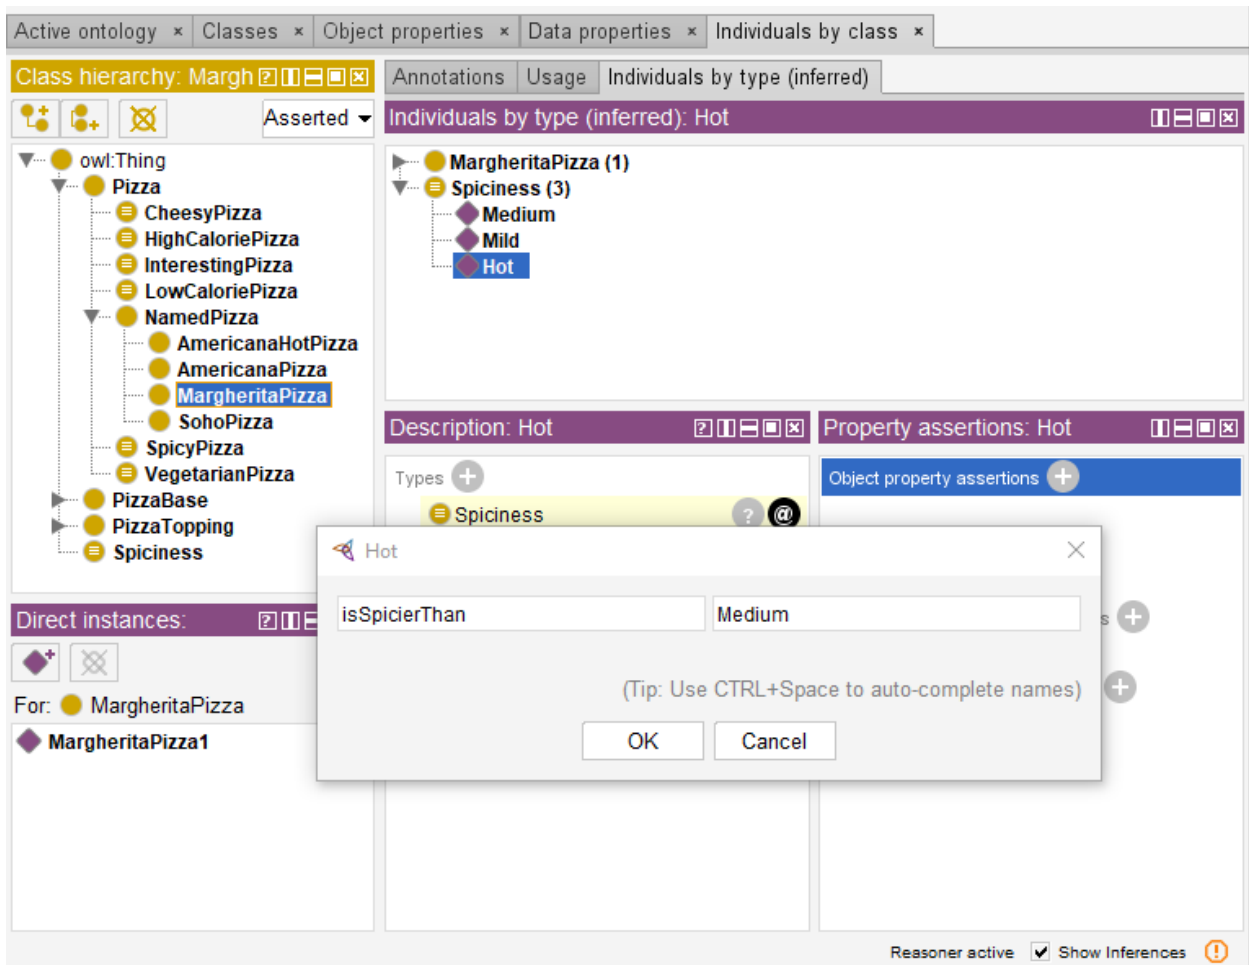 Active ontology × Classes × Object properties × Data properties × Individuals by class ×
Class hierarchy: Margh
Asserted
owl:Thing
Pizza
CheesyPizza
HighCaloriePizza
InterestingPizza
LowCaloriePizza
NamedPizza
AmericanaHotPizza
AmericanaPizza
MargheritaPizza
SohoPizza
SpicyPizza
VegetarianPizza
PizzaBase
PizzaTopping
Spiciness
Annotations Usage Individuals by type (inferred)
Individuals by type (inferred): Hot
MargheritaPizza (1)
Spiciness (3)
Medium
Mild
Hot
Description: Hot
Types
Spiciness
Property assertions: Hot
Object property assertions
s
Hot
isSpicierThan Medium
(Tip: Use CTRL+Space to auto-complete names)
OK Cancel
Direct instances:
For: MargheritaPizza
MargheritaPizza1
Reasoner active Show Inferences